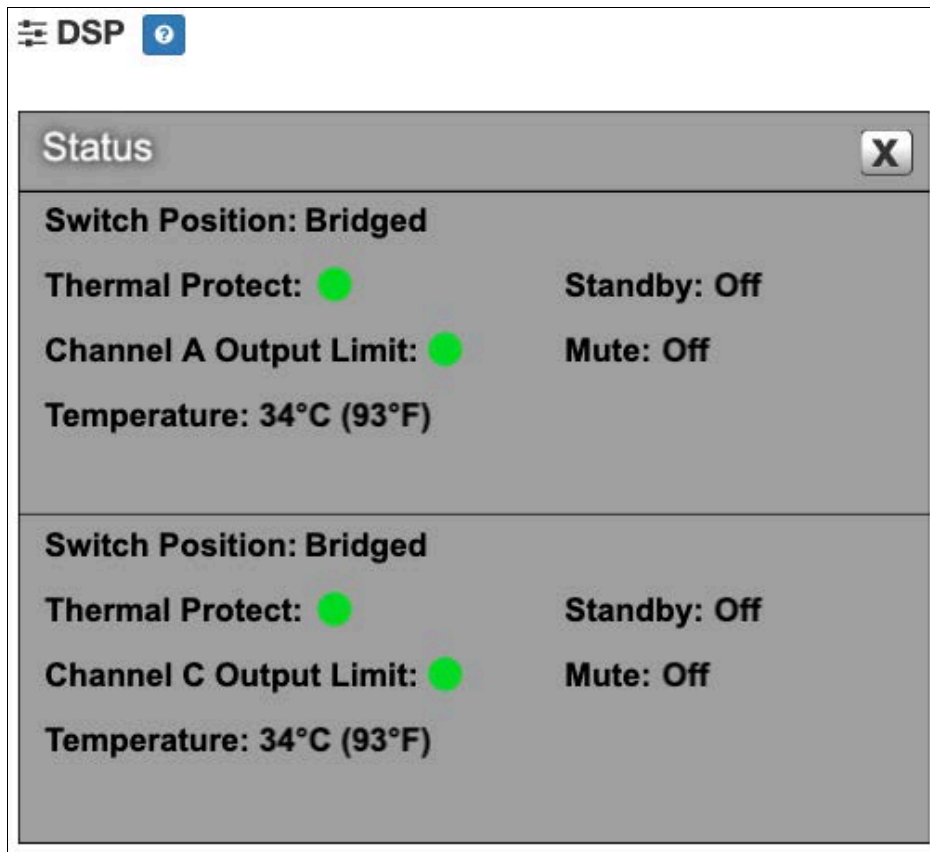 DSP ?
Status X
Switch Position: Bridged
Thermal Protect: Standby: Off
Channel A Output Limit: Mute: Off
Temperature: 34°C (93°F)
Switch Position: Bridged
Thermal Protect: Standby: Off
Channel C Output Limit: Mute: Off
Temperature: 34°C (93°F)